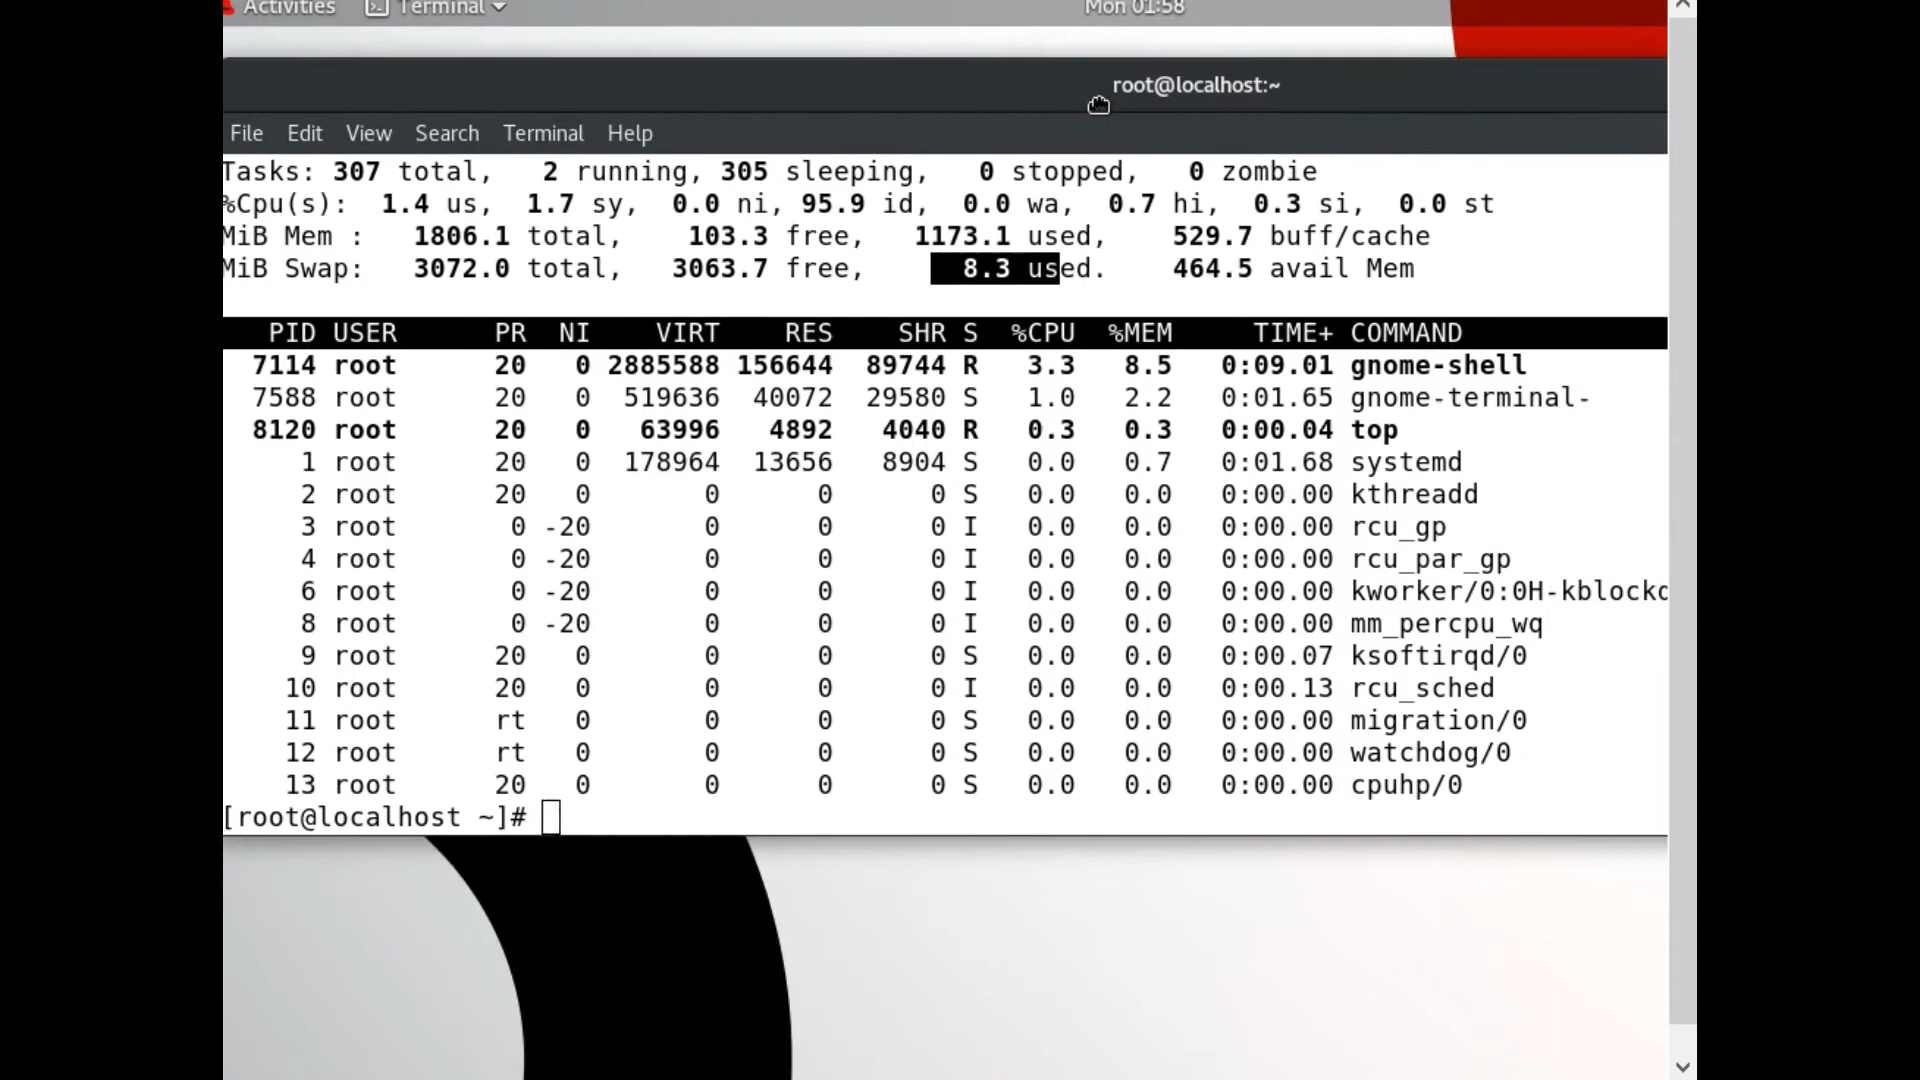 Activities Terminal Mon 01:58
root@localhost:~
File Edit View Search Terminal Help
Tasks: 307 total, 2 running, 305 sleeping, 0 stopped, 0 zombie
%Cpu(s): 1.4 us, 1.7 sy, 0.0 ni, 95.9 id, 0.0 wa, 0.7 hi, 0.3 si, 0.0 st
MiB Mem : 1806.1 total, 103.3 free, 1173.1 used, 529.7 buff/cache
MiB Swap: 3072.0 total, 3063.7 free, 8.3 used. 464.5 avail Mem
PID USER PR NI VIRT RES SHR S %CPU %MEM TIME+ COMMAND
7114 root 20 0 2885588 156644 89744 R 3.3 8.5 0:09.01 gnome-shell
7588 root 20 0 519636 40072 29580 S 1.0 2.2 0:01.65 gnome-terminal-
8120 root 20 0 63996 4892 4040 R 0.3 0.3 0:00.04 top
1 root 20 0 178964 13656 8904 S 0.0 0.7 0:01.68 systemd
2 root 20 0 0 0 0 S 0.0 0.0 0:00.00 kthreadd
3 root 0 -20 0 0 0 I 0.0 0.0 0:00.00 rcu_gp
4 root 0 -20 0 0 0 I 0.0 0.0 0:00.00 rcu_par_gp
6 root 0 -20 0 0 0 I 0.0 0.0 0:00.00 kworker/0:0H-kblockd
8 root 0 -20 0 0 0 I 0.0 0.0 0:00.00 mm_percpu_wq
9 root 20 0 0 0 0 S 0.0 0.0 0:00.07 ksoftirqd/0
10 root 20 0 0 0 0 I 0.0 0.0 0:00.13 rcu_sched
11 root rt 0 0 0 0 S 0.0 0.0 0:00.00 migration/0
12 root rt 0 0 0 0 S 0.0 0.0 0:00.00 watchdog/0
13 root 20 0 0 0 0 S 0.0 0.0 0:00.00 cpuhp/0
[root@localhost ~]#